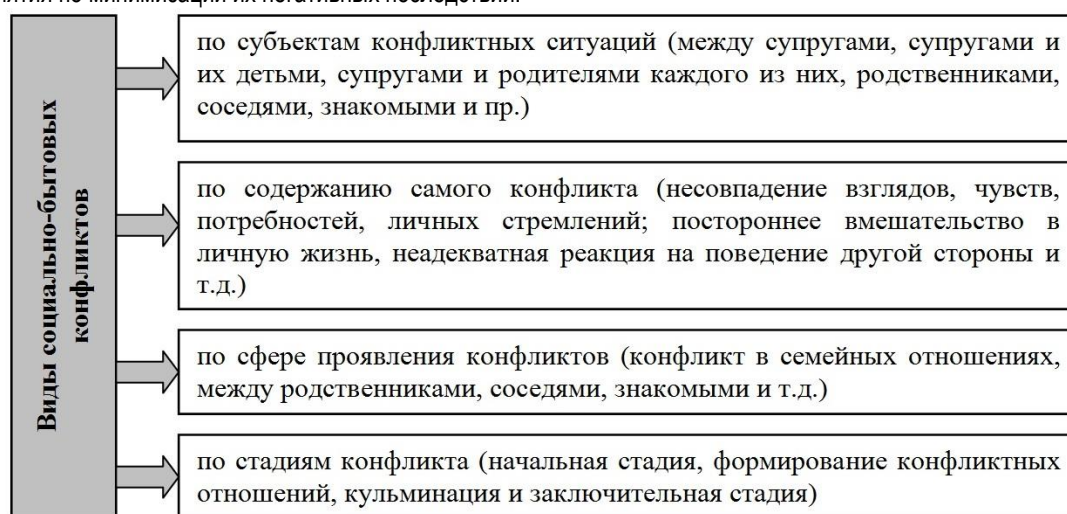 по минимизации их негативных последствий.
по субъектам конфликтных ситуаций (между супругами, супругами и
их детьми, супругами и родителями каждого из них, родственниками,
соседями, знакомыми и пр.)
Виды социально-бытовых
конфликтов
по содержанию самого конфликта (несовпадение взглядов, чувств,
потребностей, личных стремлений; постороннее вмешательство в
личную жизнь, неадекватная реакция на поведение другой стороны и
т.д.)
по сфере проявления конфликтов (конфликт в семейных отношениях,
между родственниками, соседями, знакомыми и т.д.)
по стадиям конфликта (начальная стадия, формирование конфликтных
отношений, кульминация и заключительная стадия)